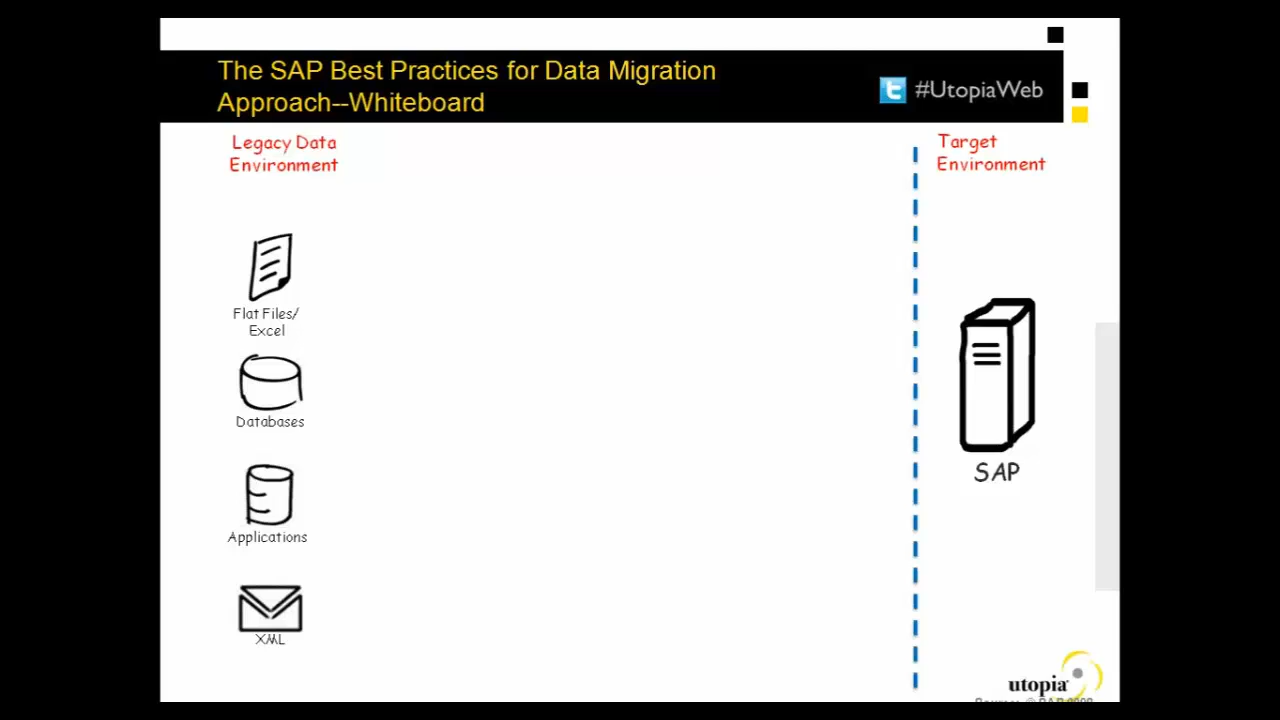 The SAP Best Practices for Data Migration
Approach--Whiteboard
#UtopiaWeb
Legacy Data
Environment
Target
Environment
Flat Files/
Excel
Databases
Applications
XML
SAP
utopia